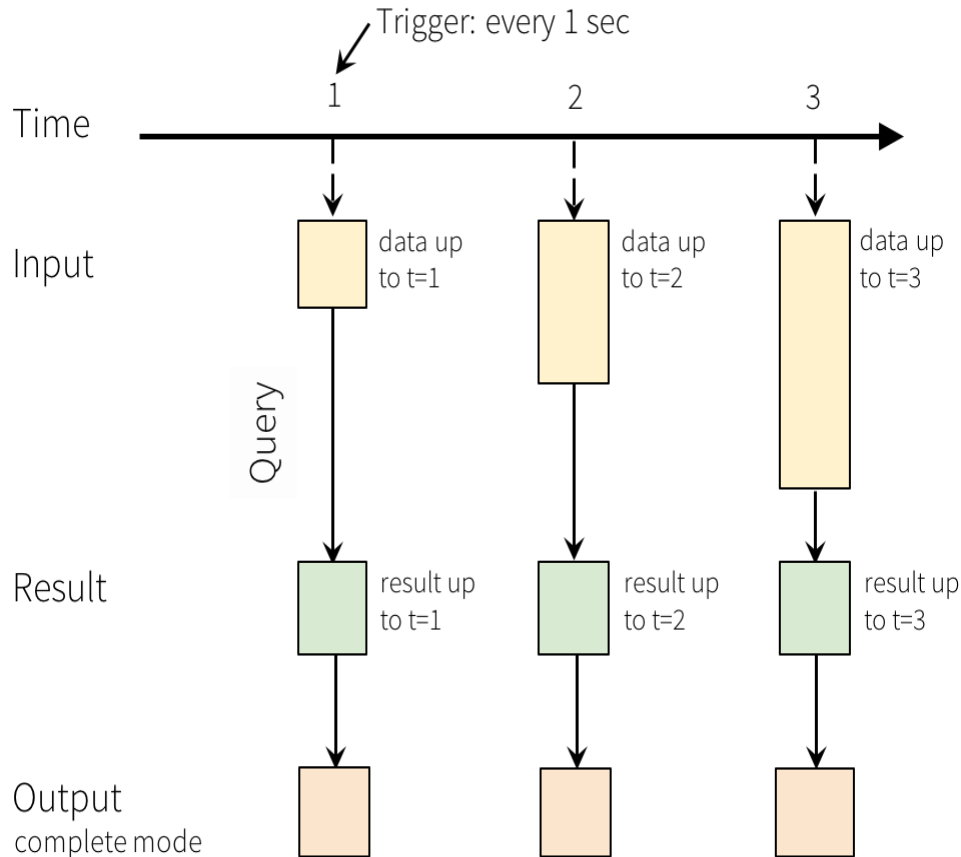 Trigger: every 1 sec
1
2
3
Time
Input
data up
to t=1
data up
to t=2
data up
to t=3
Query
Result
result up
to t=1
result up
to t=2
result up
to t=3
Output
complete mode